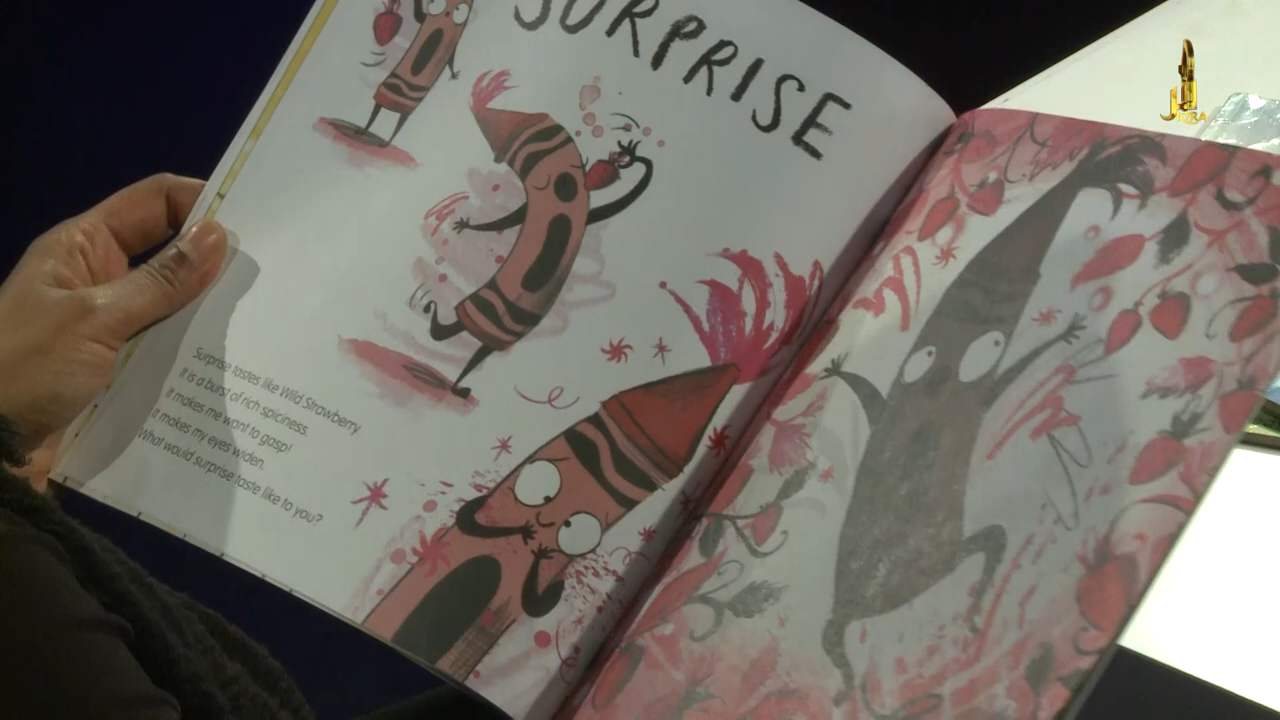 SURPRISE
Surprise tastes like Wild Strawberry.
It is a burst of rich spiciness.
It makes me want to gasp!
It makes my eyes widen.
What would surprise taste like to you?